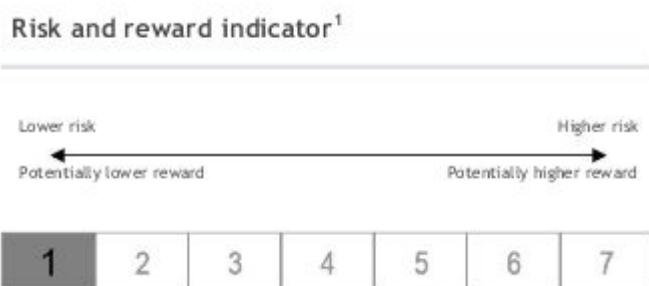 Risk and reward indicator¹
Lower risk Higher risk
Potentially lower reward Potentially higher reward
1 2 3 4 5 6 7